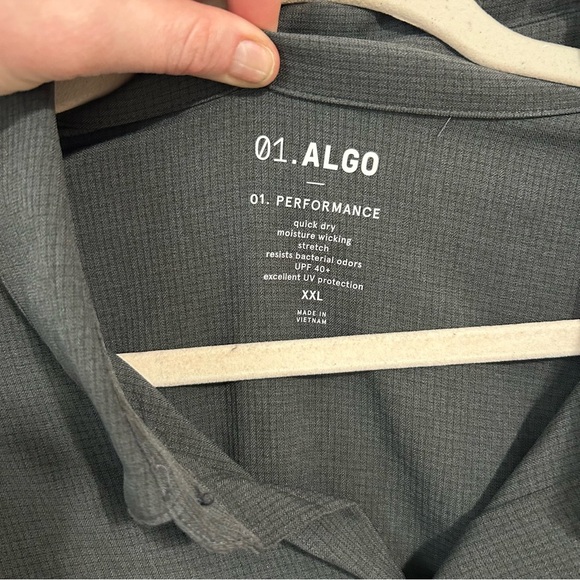 01.ALGO
01. PERFORMANCE
quick dry
moisture wicking
stretch
resists bacterial odors
UPF 40+
excellent UV protection
XXL
MADE IN
VIETNAM